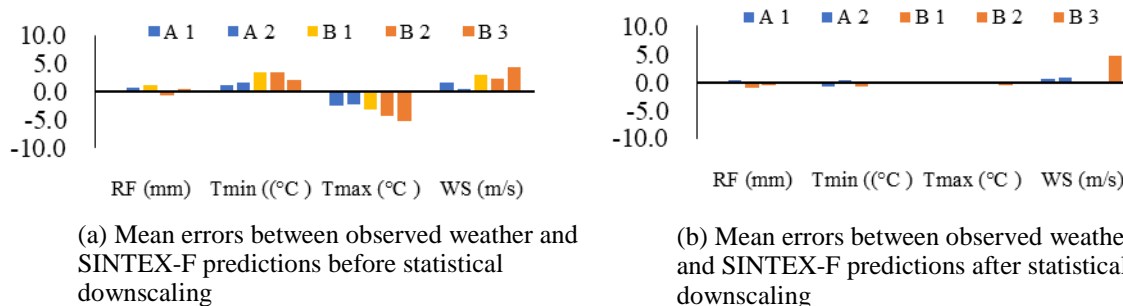 10.0
5.0
0.0
-5.0
-10.0
A 1 A 2 B 1 B 2 B 3
RF (mm) Tmin ((°C ) Tmax (°C ) WS (m/s)
(a) Mean errors between observed weather and
SINTEX-F predictions before statistical
downscaling
10.0
5.0
0.0
-5.0
-10.0
A 1 A 2 B 1 B 2 B 3
RF (mm) Tmin ((°C ) Tmax (°C ) WS (m/s)
(b) Mean errors between observed weathe
and SINTEX-F predictions after statistical
downscaling